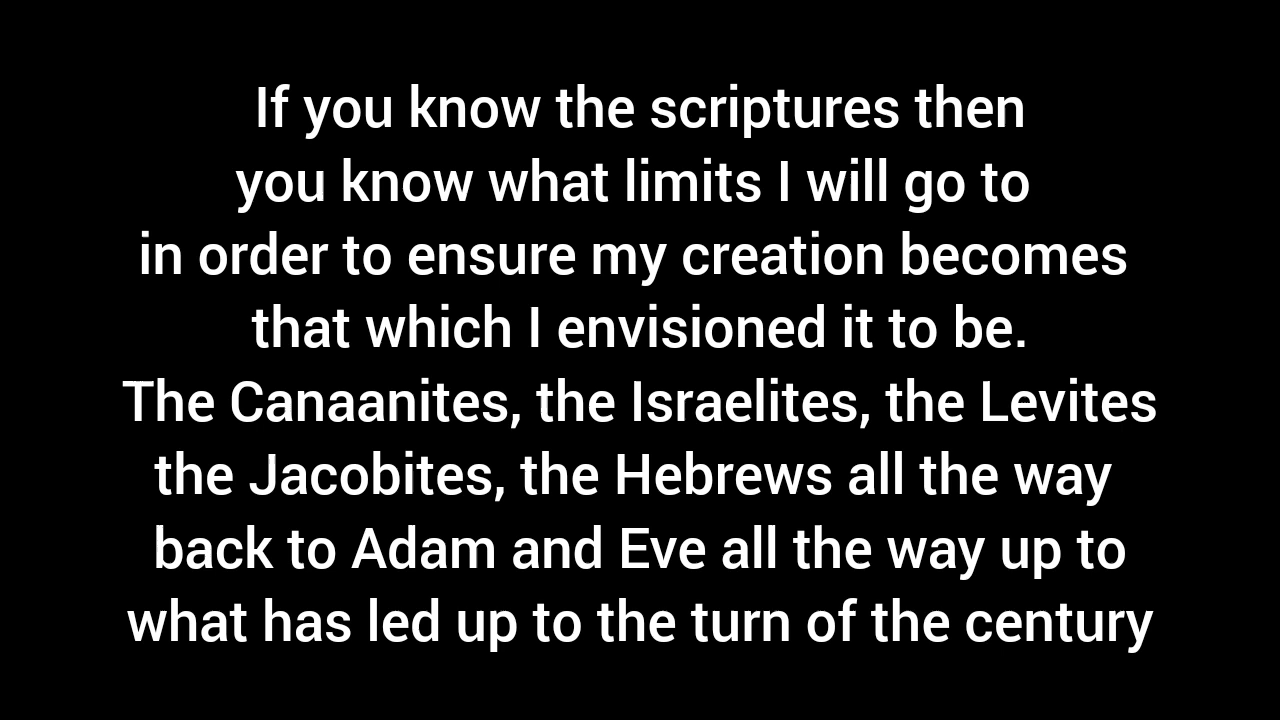 If you know the scriptures then
you know what limits I will go to
in order to ensure my creation becomes
that which I envisioned it to be.
The Canaanites, the Israelites, the Levites
the Jacobites, the Hebrews all the way
back to Adam and Eve all the way up to
what has led up to the turn of the century